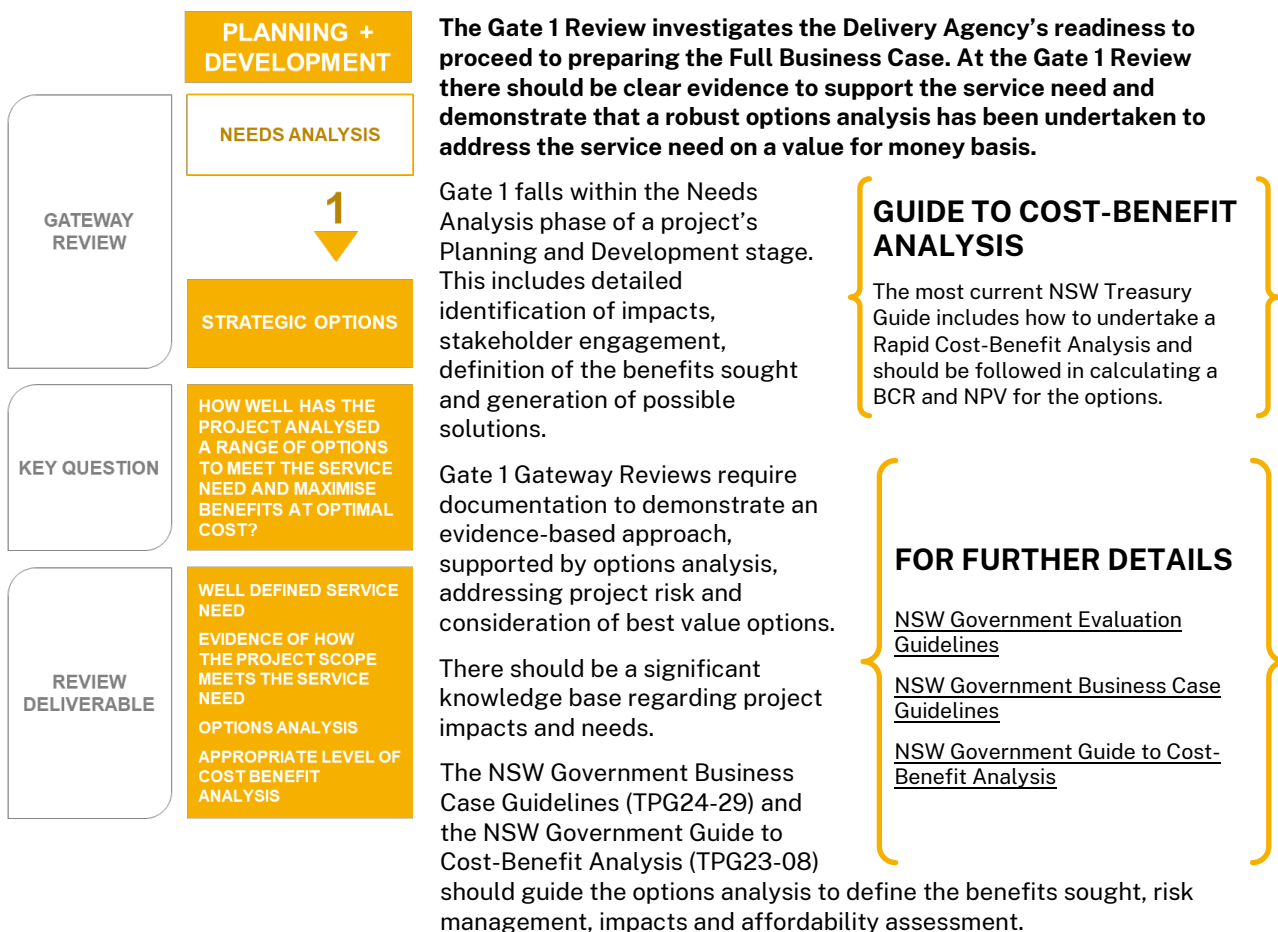 PLANNING +
DEVELOPMENT
GATEWAY
REVIEW
NEEDS ANALYSIS
1
STRATEGIC OPTIONS
KEY QUESTION
HOW WELL HAS THE
PROJECT ANALYSED
A RANGE OF OPTIONS
TO MEET THE SERVICE
NEED AND MAXIMISE
BENEFITS AT OPTIMAL
COST?
REVIEW
DELIVERABLE
WELL DEFINED SERVICE
NEED
EVIDENCE OF HOW
THE PROJECT SCOPE
MEETS THE SERVICE
NEED
OPTIONS ANALYSIS
APPROPRIATE LEVEL OF
COST BENEFIT
ANALYSIS
The Gate 1 Review investigates the Delivery Agency’s readiness to
proceed to preparing the Full Business Case. At the Gate 1 Review
there should be clear evidence to support the service need and
demonstrate that a robust options analysis has been undertaken to
address the service need on a value for money basis.
Gate 1 falls within the Needs
Analysis phase of a project’s
Planning and Development stage.
This includes detailed
identification of impacts,
stakeholder engagement,
definition of the benefits sought
and generation of possible
solutions.
Gate 1 Gateway Reviews require
documentation to demonstrate an
evidence-based approach,
supported by options analysis,
addressing project risk and
consideration of best value options.
There should be a significant
knowledge base regarding project
impacts and needs.
The NSW Government Business
Case Guidelines (TPG24-29) and
the NSW Government Guide to
Cost-Benefit Analysis (TPG23-08)
should guide the options analysis to define the benefits sought, risk
management, impacts and affordability assessment.
GUIDE TO COST-BENEFIT
ANALYSIS
The most current NSW Treasury
Guide includes how to undertake a
Rapid Cost-Benefit Analysis and
should be followed in calculating a
BCR and NPV for the options.
FOR FURTHER DETAILS
NSW Government Evaluation
Guidelines
NSW Government Business Case
Guidelines
NSW Government Guide to Cost-
Benefit Analysis